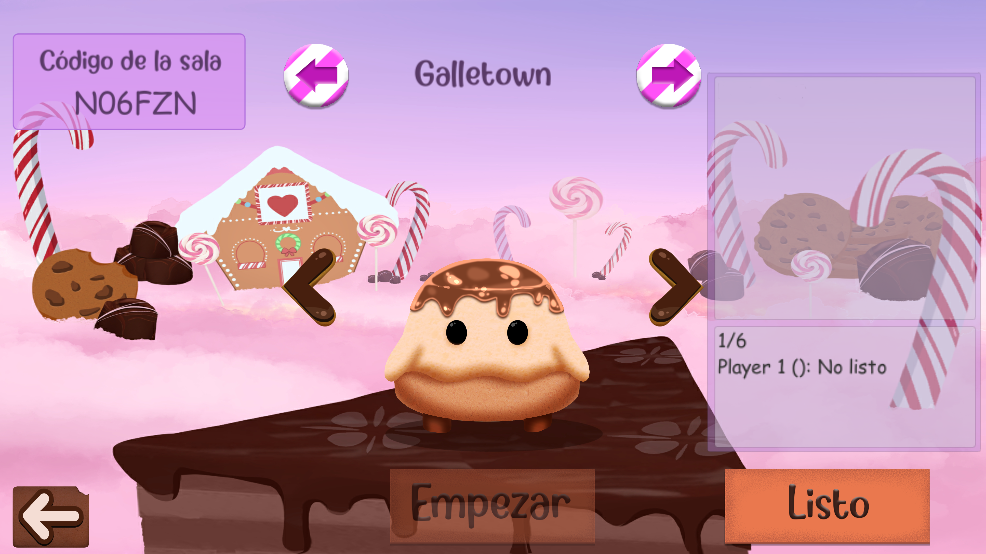 Código de la sala
N06FZN
Galletown
1/6
Player 1 (): No listo
Empezar
Listo